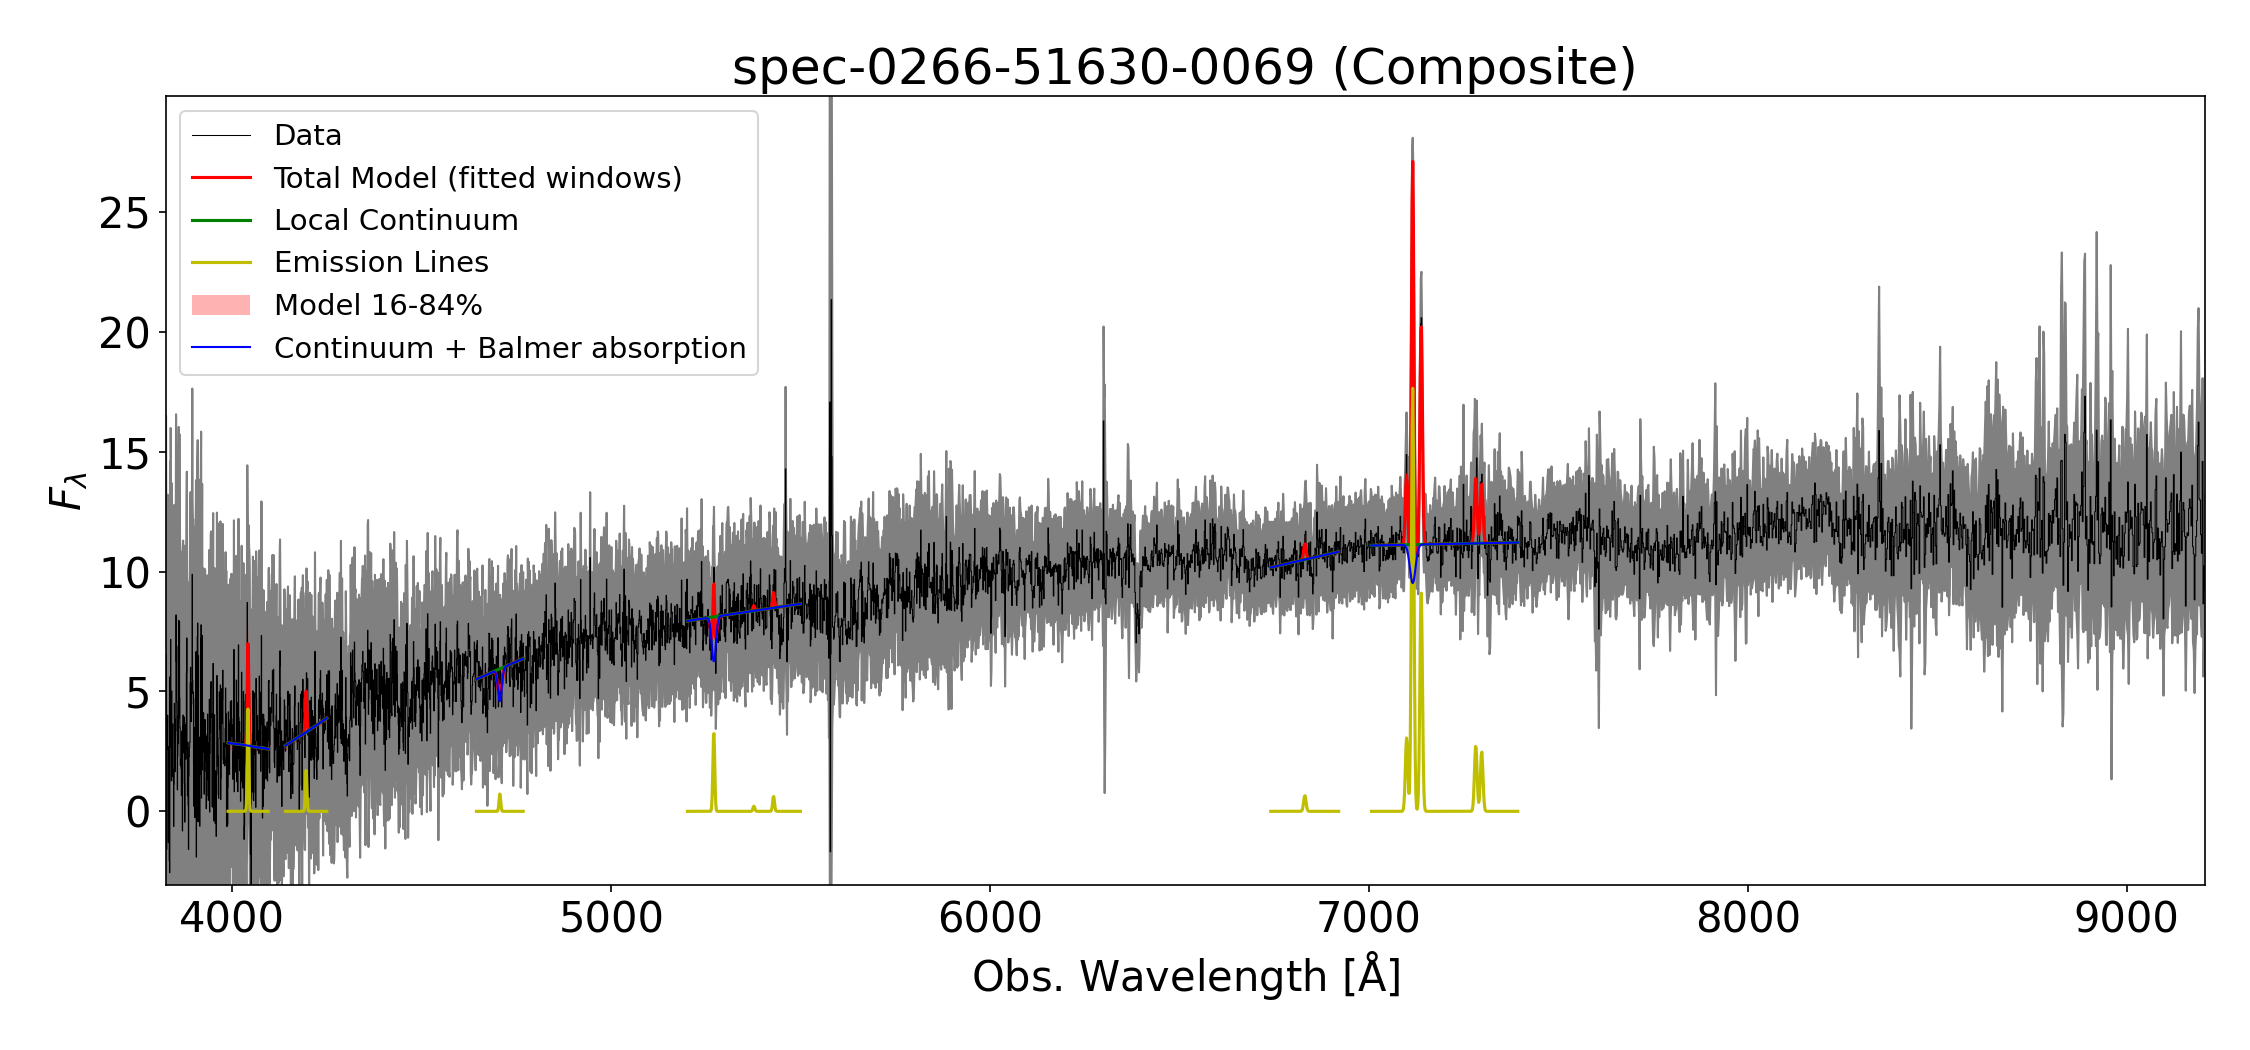 spec-0266-51630-0069 (Composite)
Data
Total Model (fitted windows)
Local Continuum
Emission Lines
Model 16-84%
Continuum + Balmer absorption
25
20
15
10
5
0
Fλ
4000 5000 6000 7000 8000 9000
Obs. Wavelength [Å]